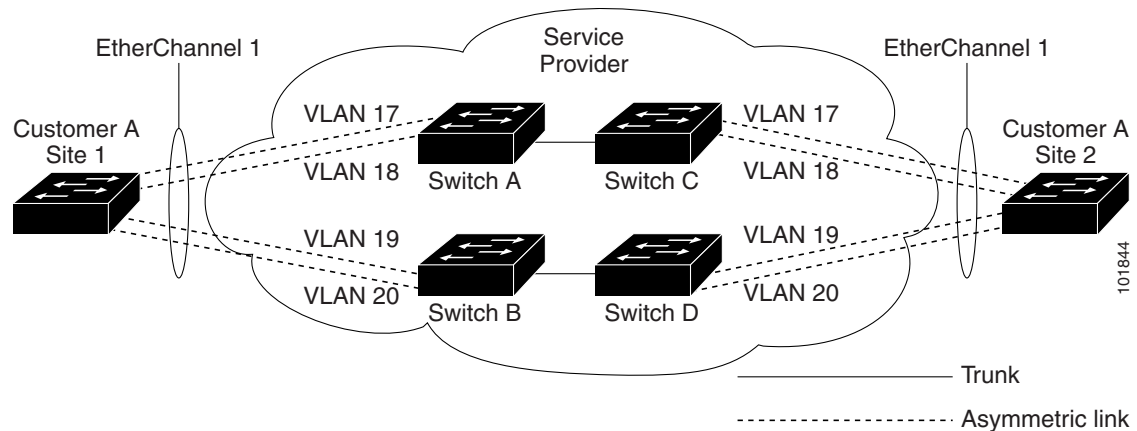 EtherChannel 1
Service
Provider
EtherChannel 1
Customer A
Site 1
VLAN 17
VLAN 18
Switch A
Switch C
VLAN 17
VLAN 18
Customer A
Site 2
VLAN 19
VLAN 20
Switch B
Switch D
VLAN 19
VLAN 20
101844
Trunk
Asymmetric link